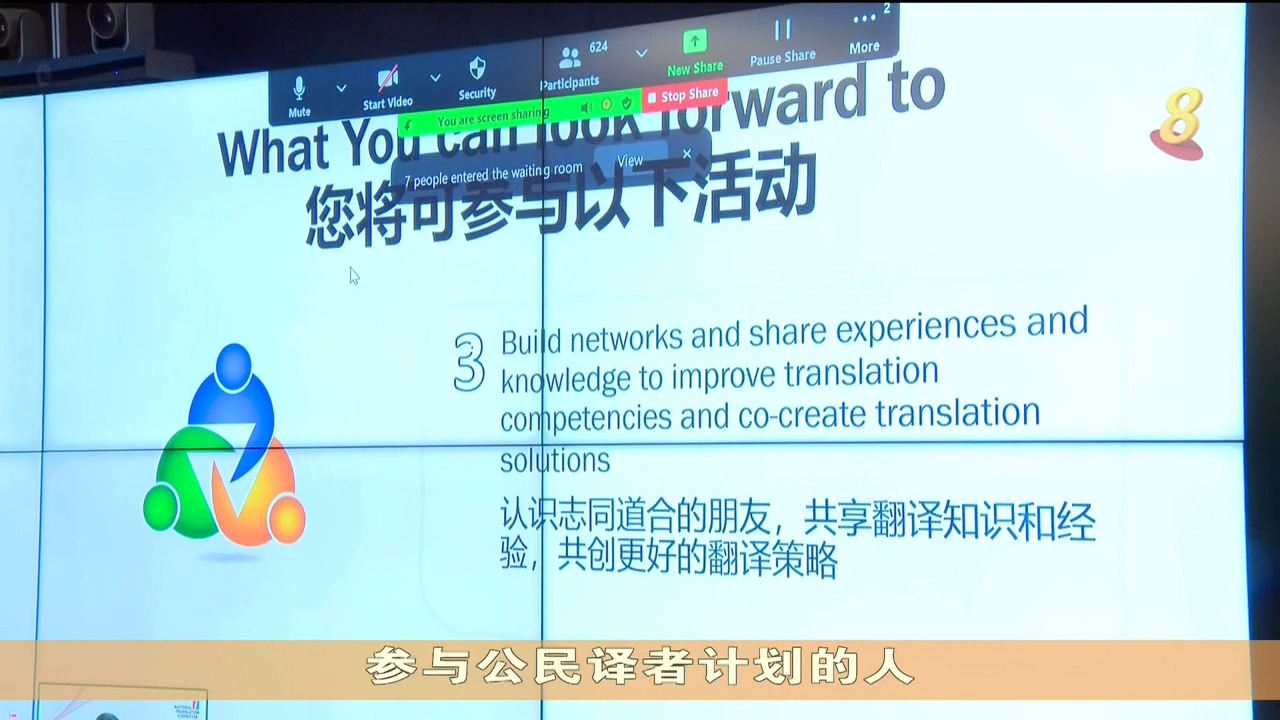 2
624
Mute
Start Video
Security
Participants
New Share
Pause Share
More
You are screen sharing
Stop Share
What You can look forward to
7 people entered the waiting room
View
您将可参与以下活动
8
3
Build networks and share experiences and
knowledge to improve translation
competencies and co-create translation
solutions
认识志同道合的朋友，共享翻译知识和经
验，共创更好的翻译策略
参与公民译者计划的人
NATIONAL
TRANSLATION
COMMITTEE